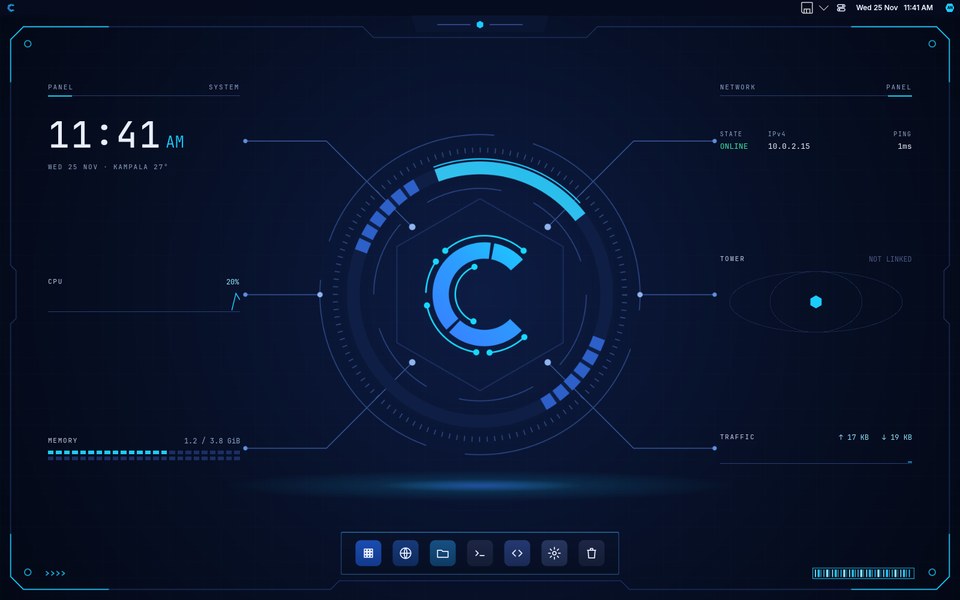 Wed 25 Nov 11:41 AM
PANEL SYSTEM
NETWORK PANEL
11:41 AM
WED 25 NOV · KAMPALA 27°
STATE IPv4 PING
ONLINE 10.0.2.15 1ms
CPU 20%
TOWER NOT LINKED
MEMORY 1.2 / 3.8 GiB
TRAFFIC ↑ 17 KB ↓ 19 KB
>>>>